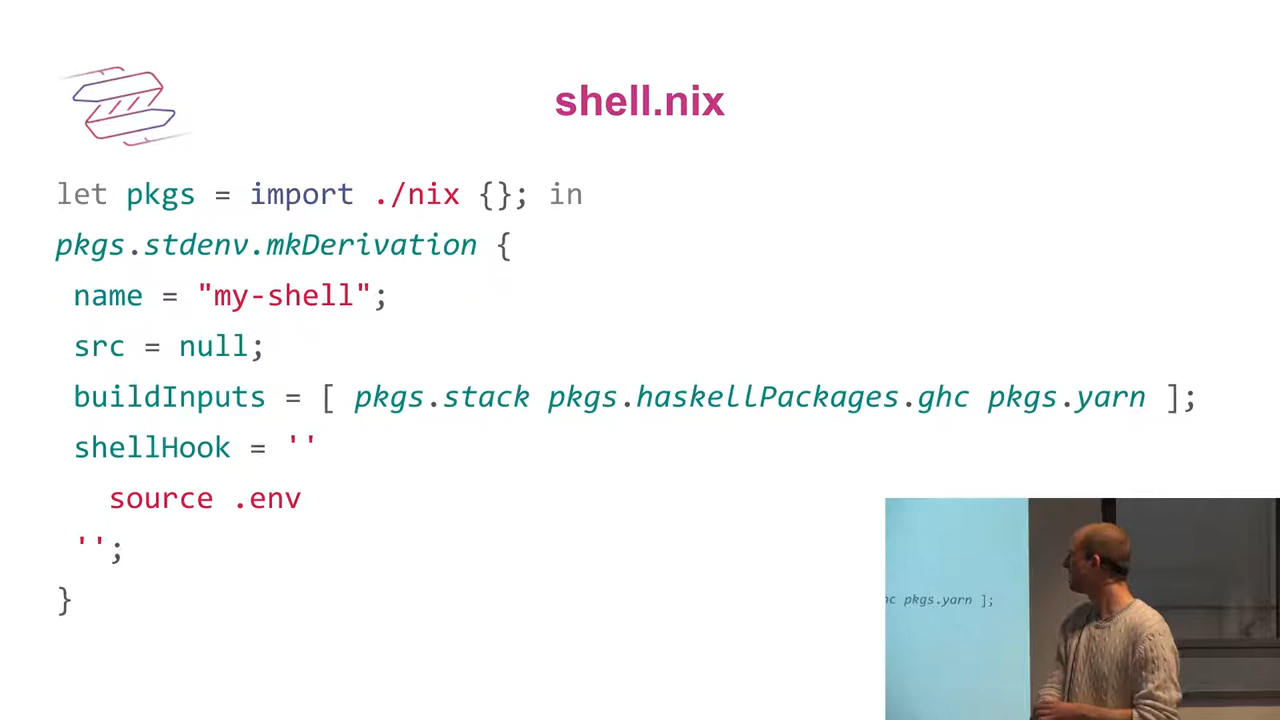 shell.nix
let pkgs = import ./nix {}; in
pkgs.stdenv.mkDerivation {
name = "my-shell";
src = null;
buildInputs = [ pkgs.stack pkgs.haskellPackages.ghc pkgs.yarn ];
shellHook = ''
source .env
'';
}
hc pkgs.yarn ];